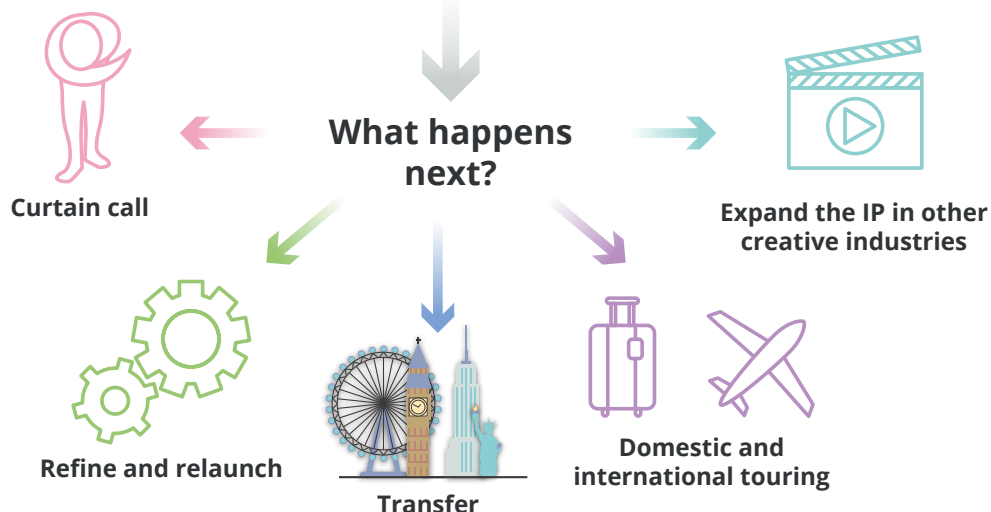 What happens
next?
Curtain call
Expand the IP in other
creative industries
Refine and relaunch
Transfer
Domestic and
international touring